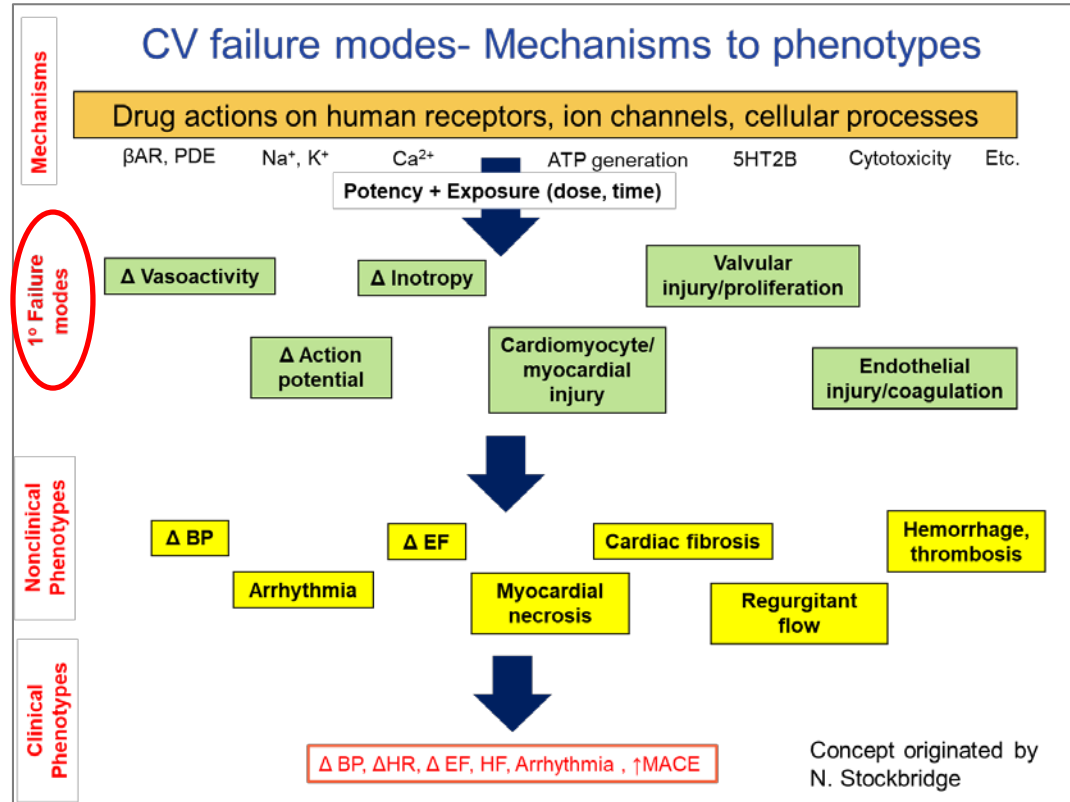 CV failure modes- Mechanisms to phenotypes
Mechanisms
Drug actions on human receptors, ion channels, cellular processes
βAR, PDE
Na⁺, K⁺
Ca²⁺
ATP generation
5HT2B
Cytotoxicity
Etc.
Potency + Exposure (dose, time)
1º Failure
modes
Δ Vasoactivity
Δ Inotropy
Valvular
injury/proliferation
Δ Action
potential
Cardiomyocyte/
myocardial
injury
Endothelial
injury/coagulation
Nonclinical
Phenotypes
Δ BP
Δ EF
Cardiac fibrosis
Hemorrhage,
thrombosis
Arrhythmia
Myocardial
necrosis
Regurgitant
flow
Clinical
Phenotypes
Δ BP, ΔHR, Δ EF, HF, Arrhythmia , ↑MACE
Concept originated by
N. Stockbridge